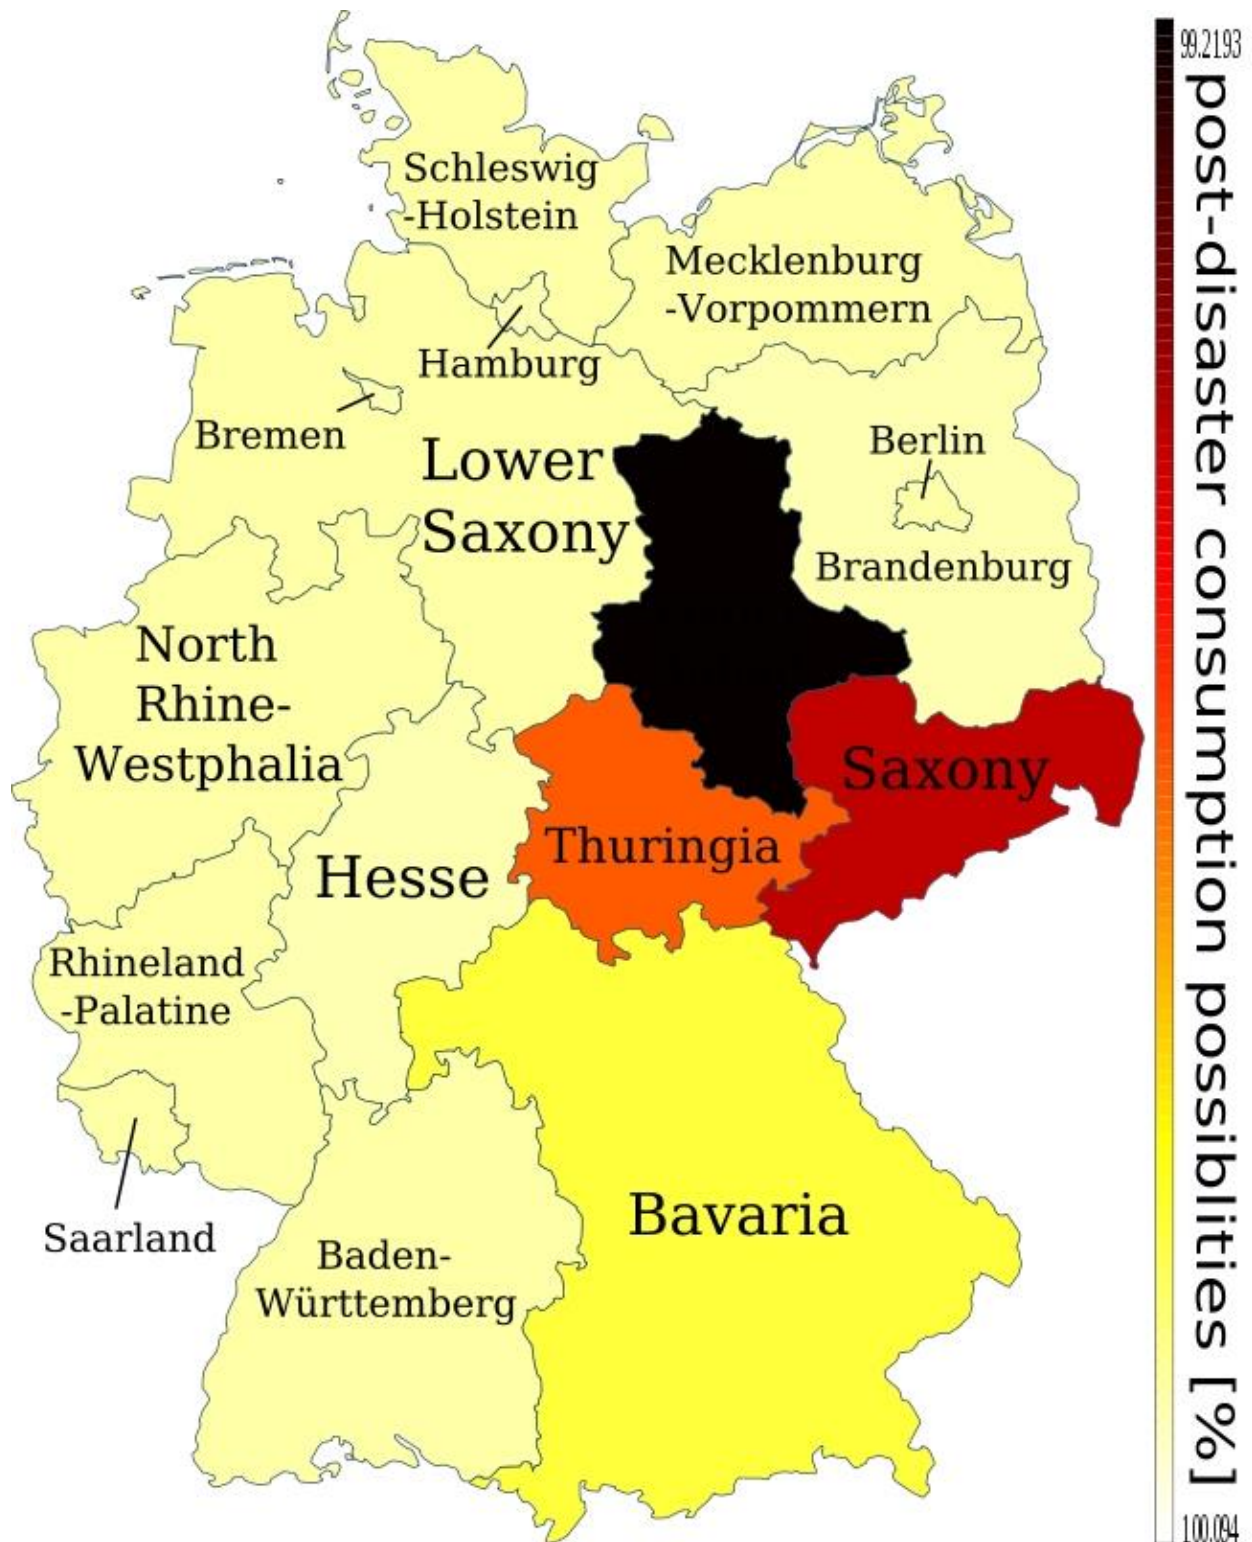 99.2193
Schleswig
-Holstein
Mecklenburg
-Vorpommern
Hamburg
Bremen
Berlin
Lower
Saxony
Brandenburg
North
Rhine-
Westphalia
Saxony
Thuringia
Hesse
Rhineland
-Palatine
Bavaria
Saarland
Baden-
Württemberg
post-disaster consumption possiblities [%]
100.094